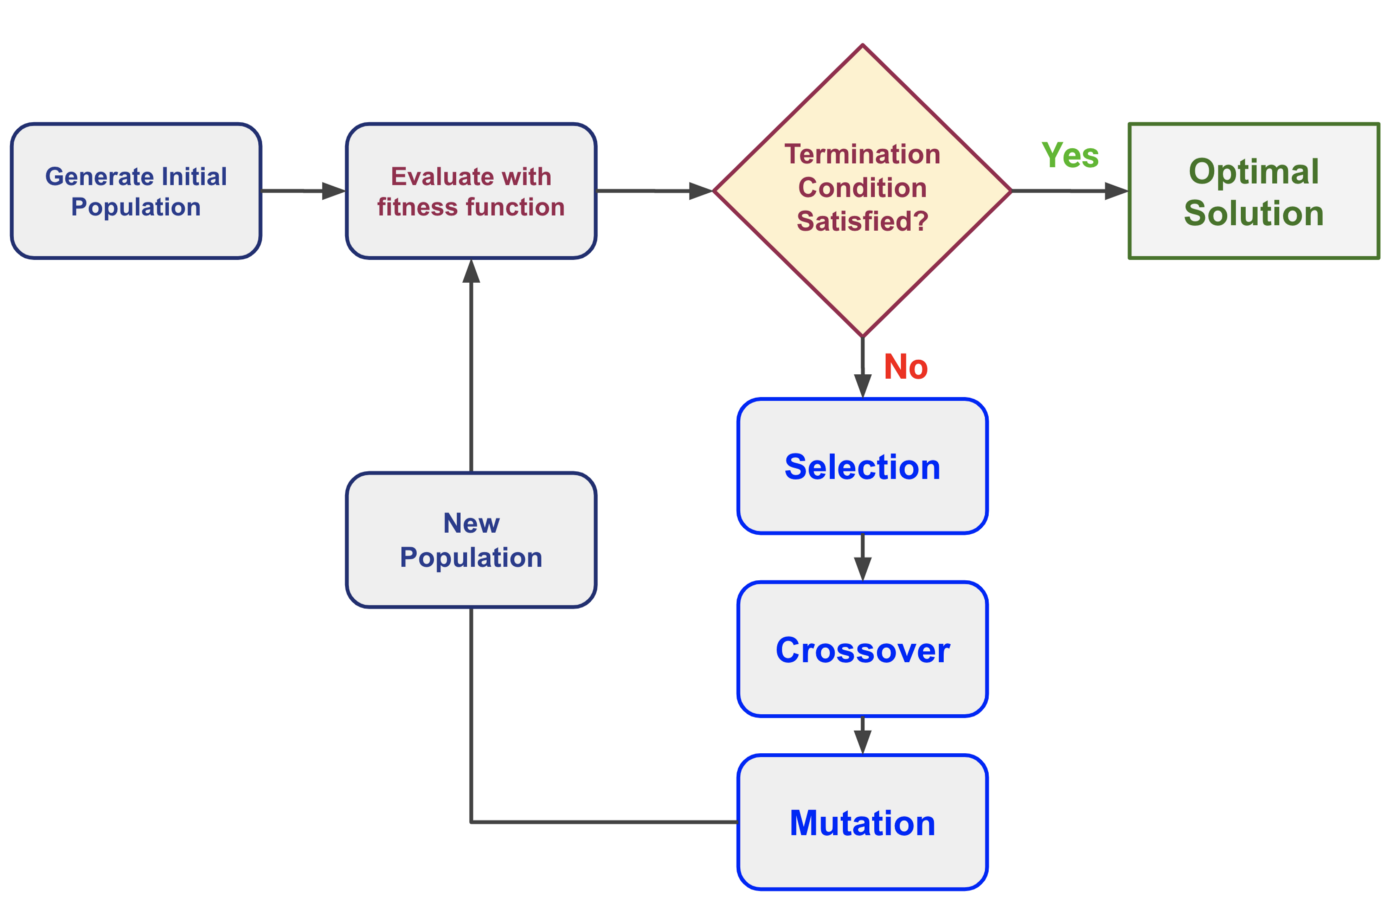 Generate Initial
Population
Evaluate with
fitness function
Termination
Condition
Satisfied?
Yes
Optimal
Solution
No
Selection
New
Population
Crossover
Mutation